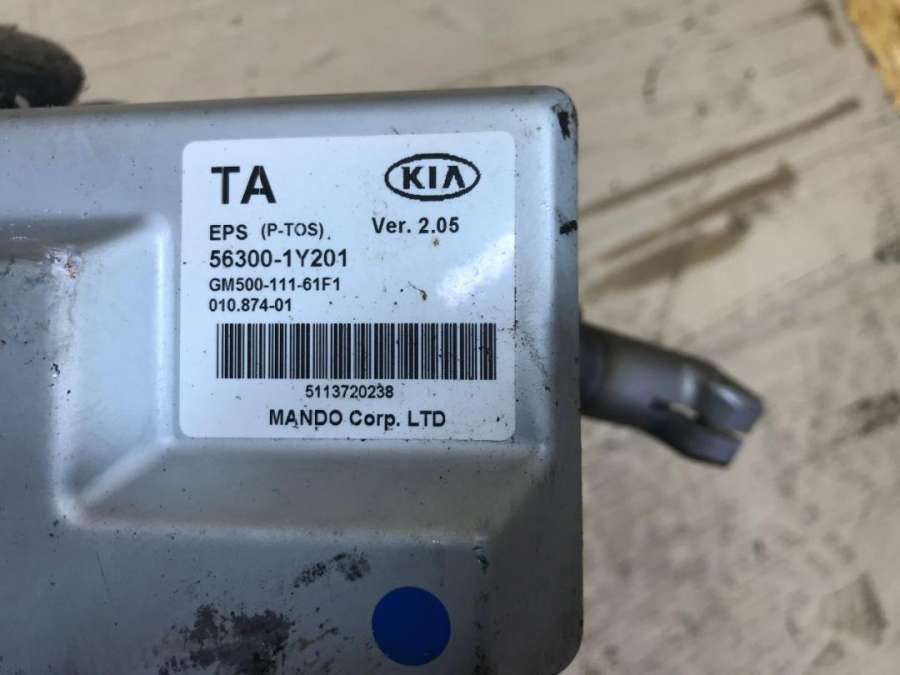 TA
KIA
EPS (P-TOS). Ver. 2.05
56300-1Y201
GM500-111-61F1
010.874-01
5113720238
MANDO Corp. LTD